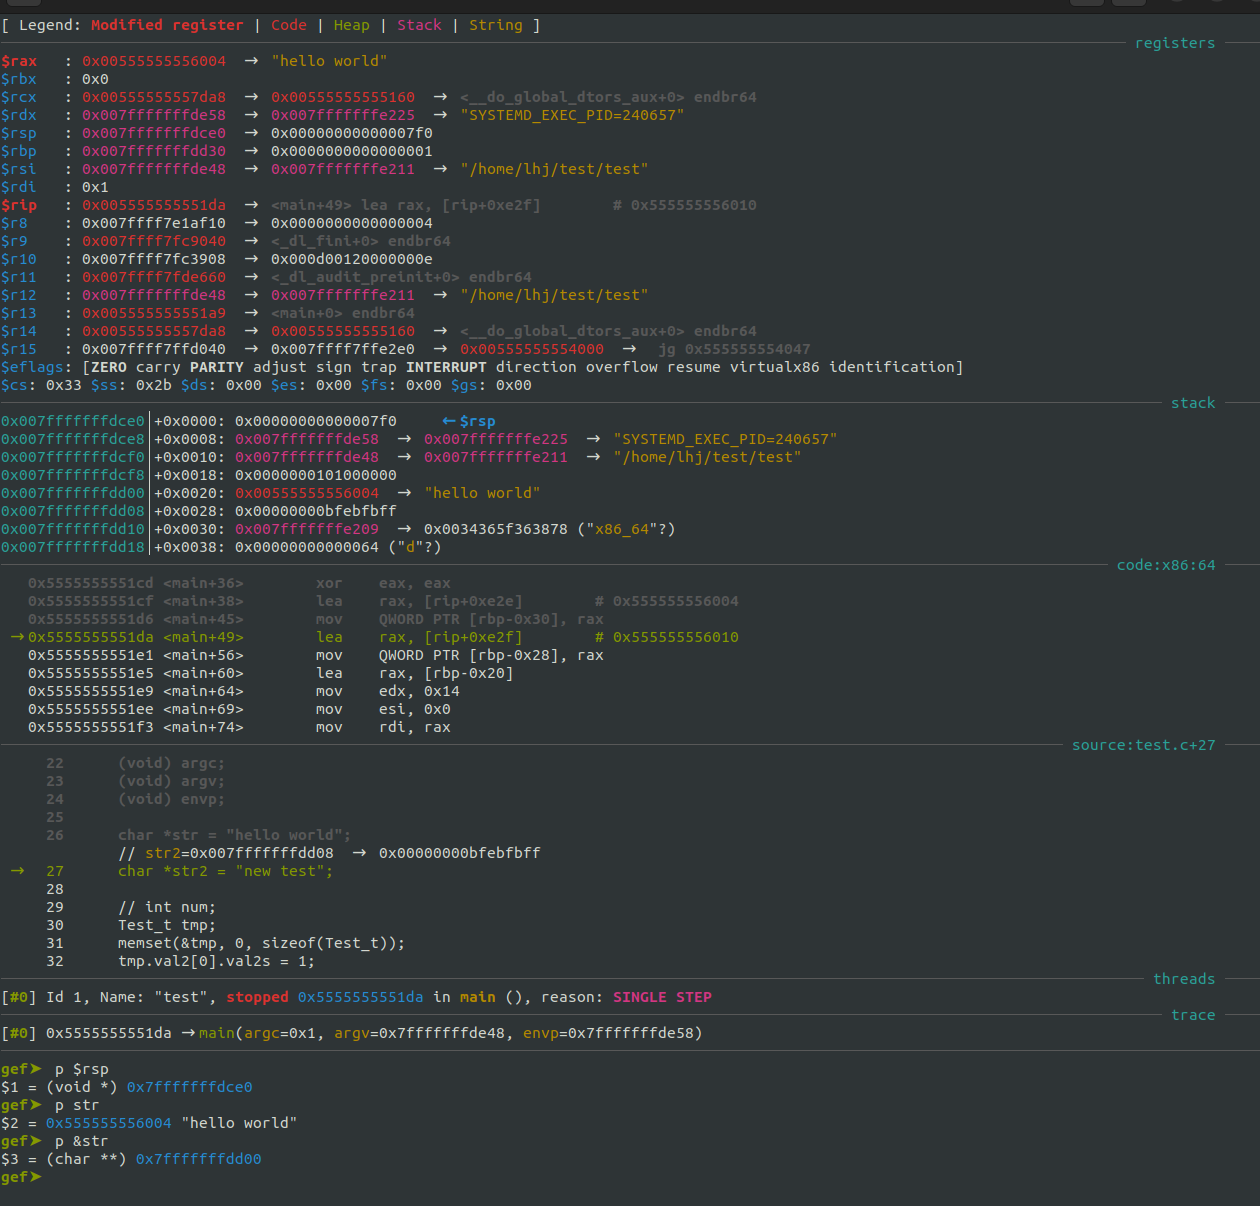 [ Legend: Modified register | Code | Heap | Stack | String ]
registers
$rax   : 0x00555555556004  →  "hello world"
$rbx   : 0x0
$rcx   : 0x00555555557da8  →  0x00555555555160  →  <__do_global_dtors_aux+0> endbr64
$rdx   : 0x007fffffffde58  →  0x007fffffffe225  →  "SYSTEMD_EXEC_PID=240657"
$rsp   : 0x007fffffffdce0  →  0x00000000000007f0
$rbp   : 0x007fffffffdd30  →  0x0000000000000001
$rsi   : 0x007fffffffde48  →  0x007fffffffe211  →  "/home/lhj/test/test"
$rdi   : 0x1
$rip   : 0x005555555551da  →  <main+49> lea rax, [rip+0xe2f]        # 0x555555556010
$r8    : 0x007ffff7e1af10  →  0x0000000000000004
$r9    : 0x007ffff7fc9040  →  <_dl_fini+0> endbr64
$r10   : 0x007ffff7fc3908  →  0x000d00120000000e
$r11   : 0x007ffff7fde660  →  <_dl_audit_preinit+0> endbr64
$r12   : 0x007fffffffde48  →  0x007fffffffe211  →  "/home/lhj/test/test"
$r13   : 0x005555555551a9  →  <main+0> endbr64
$r14   : 0x00555555557da8  →  0x00555555555160  →  <__do_global_dtors_aux+0> endbr64
$r15   : 0x007ffff7ffd040  →  0x007ffff7ffe2e0  →  0x00555555554000  →   jg 0x555555554047
$eflags: [ZERO carry PARITY adjust sign trap INTERRUPT direction overflow resume virtualx86 identification]
$cs: 0x33 $ss: 0x2b $ds: 0x00 $es: 0x00 $fs: 0x00 $gs: 0x00
stack
0x007fffffffdce0│+0x0000: 0x00000000000007f0     ←$rsp
0x007fffffffdce8│+0x0008: 0x007fffffffde58  →  0x007fffffffe225  →  "SYSTEMD_EXEC_PID=240657"
0x007fffffffdcf0│+0x0010: 0x007fffffffde48  →  0x007fffffffe211  →  "/home/lhj/test/test"
0x007fffffffdcf8│+0x0018: 0x0000000101000000
0x007fffffffdd00│+0x0020: 0x00555555556004  →  "hello world"
0x007fffffffdd08│+0x0028: 0x00000000bfebfbff
0x007fffffffdd10│+0x0030: 0x007fffffffe209  →  0x0034365f363878 ("x86_64"?)
0x007fffffffdd18│+0x0038: 0x00000000000064 ("d"?)
code:x86:64
0x5555555551cd <main+36>        xor    eax, eax
0x5555555551cf <main+38>        lea    rax, [rip+0xe2e]        # 0x555555556004
0x5555555551d6 <main+45>        mov    QWORD PTR [rbp-0x30], rax
→ 0x5555555551da <main+49>        lea    rax, [rip+0xe2f]        # 0x555555556010
0x5555555551e1 <main+56>        mov    QWORD PTR [rbp-0x28], rax
0x5555555551e5 <main+60>        lea    rax, [rbp-0x20]
0x5555555551e9 <main+64>        mov    edx, 0x14
0x5555555551ee <main+69>        mov    esi, 0x0
0x5555555551f3 <main+74>        mov    rdi, rax
source:test.c+27
22      (void) argc;
23      (void) argv;
24      (void) envp;
25
26      char *str = "hello world";
// str2=0x007fffffffdd08  →  0x00000000bfebfbff
→  27      char *str2 = "new test";
28
29      // int num;
30      Test_t tmp;
31      memset(&tmp, 0, sizeof(Test_t));
32      tmp.val2[0].val2s = 1;
threads
[#0] Id 1, Name: "test", stopped 0x5555555551da in main (), reason: SINGLE STEP
trace
[#0] 0x5555555551da →main(argc=0x1, argv=0x7fffffffde48, envp=0x7fffffffde58)
gef➤  p $rsp
$1 = (void *) 0x7fffffffdce0
gef➤  p str
$2 = 0x555555556004 "hello world"
gef➤  p &str
$3 = (char **) 0x7fffffffdd00
gef➤